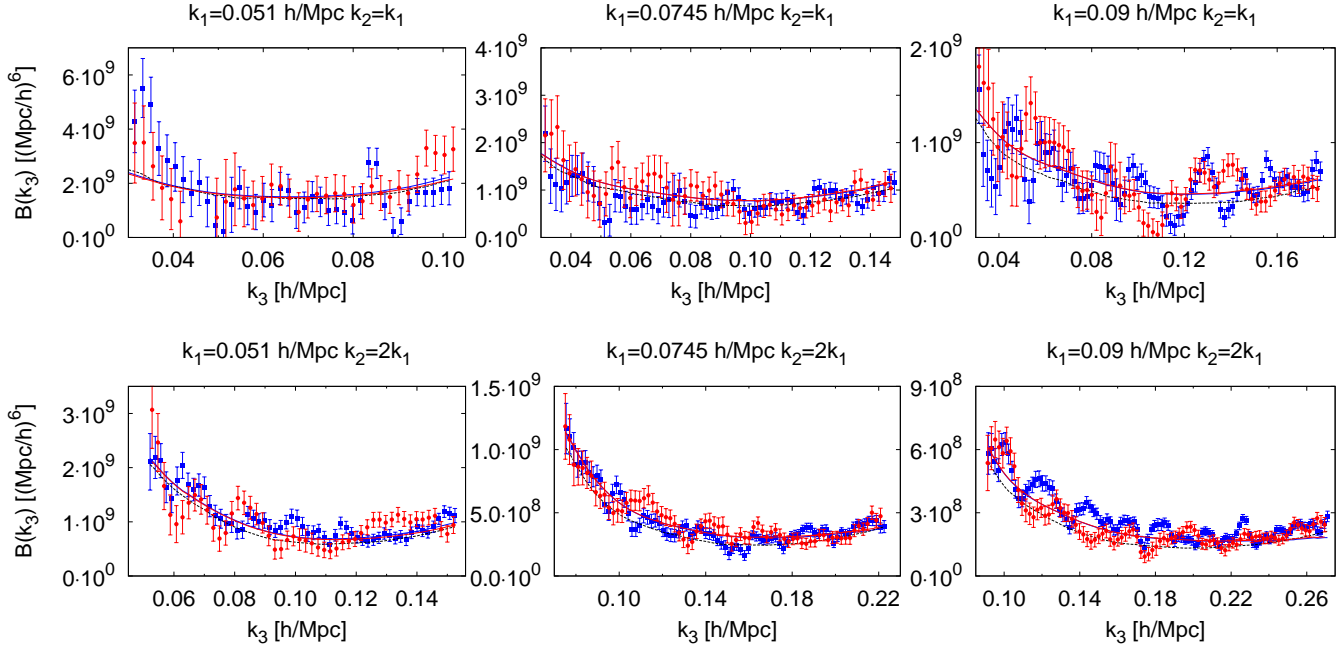 k₁=0.051 h/Mpc k₂=k₁
k₁=0.0745 h/Mpc k₂=k₁
k₁=0.09 h/Mpc k₂=k₁
B(k₃) [(Mpc/h)⁶]
6·10⁹
4·10⁹
2·10⁹
0·10⁰
0.04 0.06 0.08 0.10
k₃ [h/Mpc]
4·10⁹
3·10⁹
2·10⁹
1·10⁹
0·10⁰
0.04 0.06 0.08 0.10 0.12 0.14
k₃ [h/Mpc]
2·10⁹
1·10⁹
0·10⁰
0.04 0.08 0.12 0.16
k₃ [h/Mpc]
k₁=0.051 h/Mpc k₂=2k₁
k₁=0.0745 h/Mpc k₂=2k₁
k₁=0.09 h/Mpc k₂=2k₁
B(k₃) [(Mpc/h)⁶]
3·10⁹
2·10⁹
1·10⁹
0·10⁰
0.06 0.08 0.10 0.12 0.14
k₃ [h/Mpc]
1.5·10⁹
1.0·10⁹
5.0·10⁸
0.0·10⁰
0.10 0.14 0.18 0.22
k₃ [h/Mpc]
9·10⁸
6·10⁸
3·10⁸
0·10⁰
0.10 0.14 0.18 0.22 0.26
k₃ [h/Mpc]